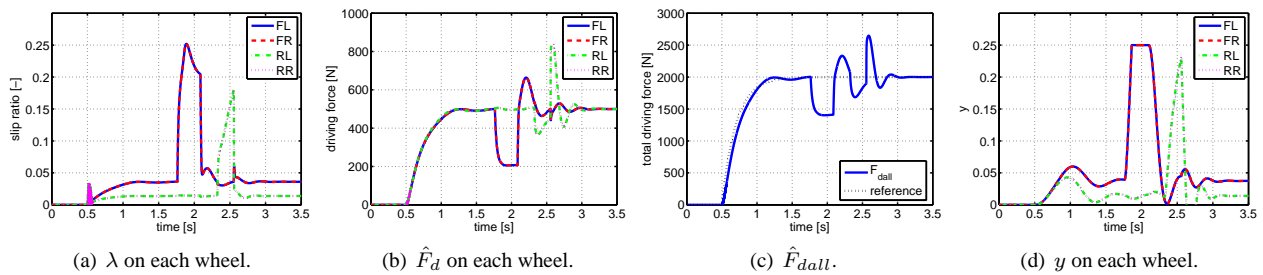 FL
FR
RL
RR
0.25
0.2
0.15
0.1
0.05
0
slip ratio [–]
0 0.5 1 1.5 2 2.5 3 3.5
time [s]
(a) λ on each wheel.
FL
FR
RL
RR
1000
800
600
400
200
0
driving force [N]
0 0.5 1 1.5 2 2.5 3 3.5
time [s]
(b) F̂_d on each wheel.
3000
2500
2000
1500
1000
500
0
total driving force [N]
F_dall
reference
0 0.5 1 1.5 2 2.5 3 3.5
time [s]
(c) F̂_dall.
FL
FR
RL
RR
0.25
0.2
0.15
0.1
0.05
0
y
0 0.5 1 1.5 2 2.5 3 3.5
time [s]
(d) y on each wheel.